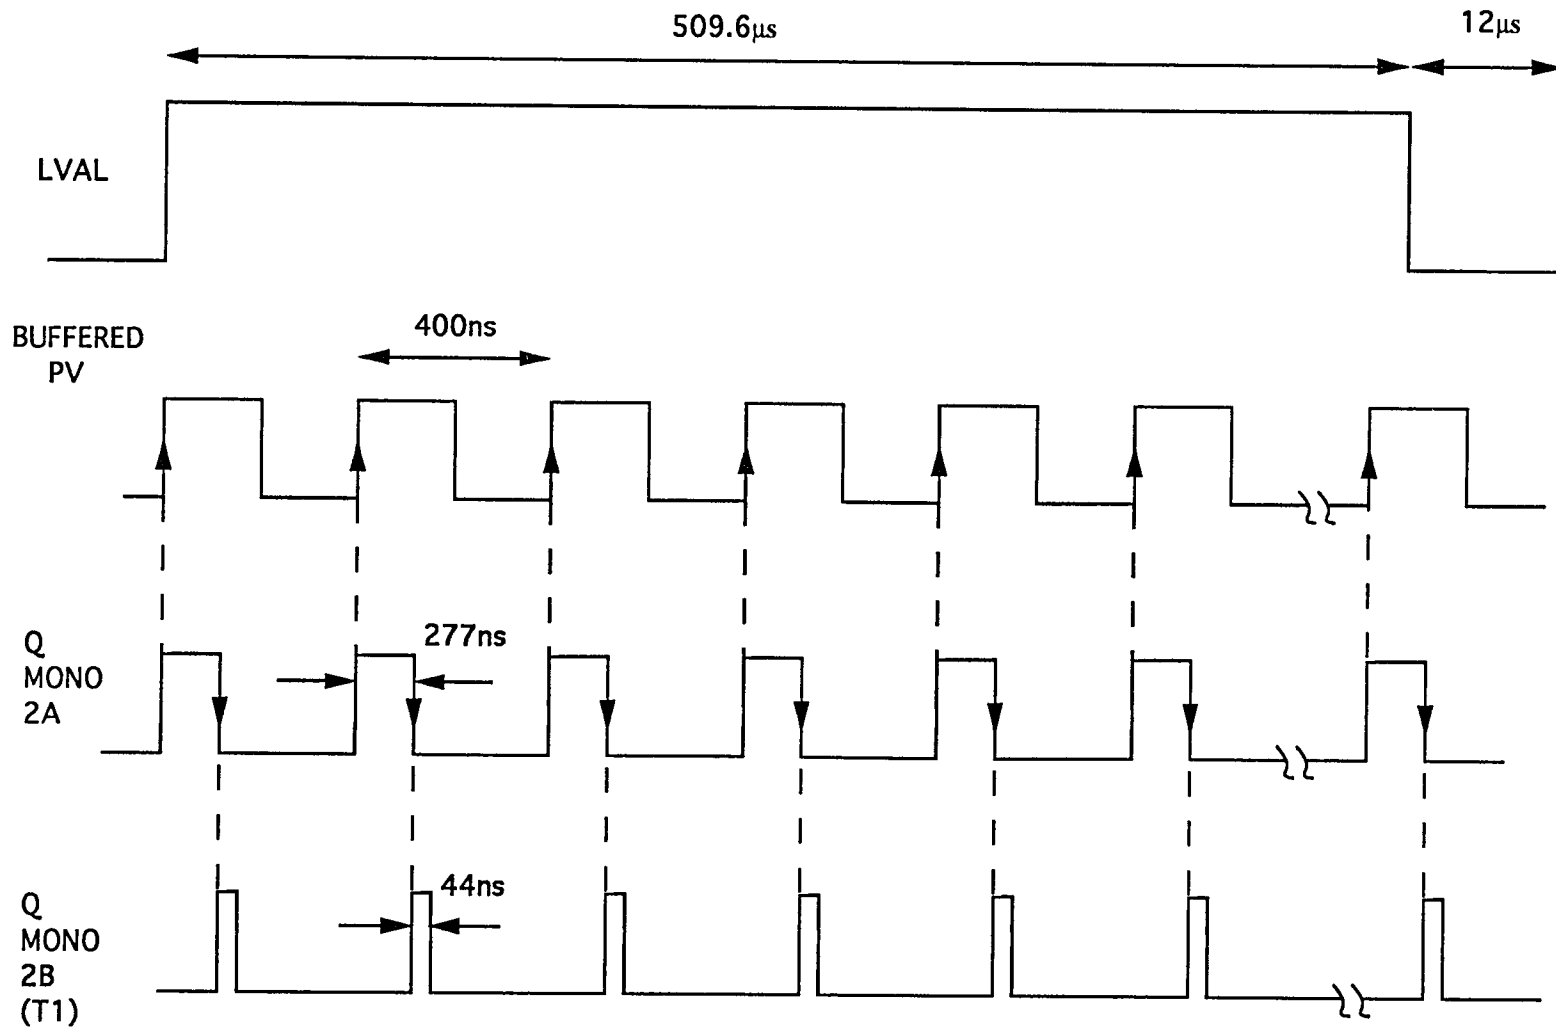 509.6µs
12µs
LVAL
BUFFERED
PV
400ns
Q
MONO
2A
277ns
Q
MONO
2B
(T1)
44ns